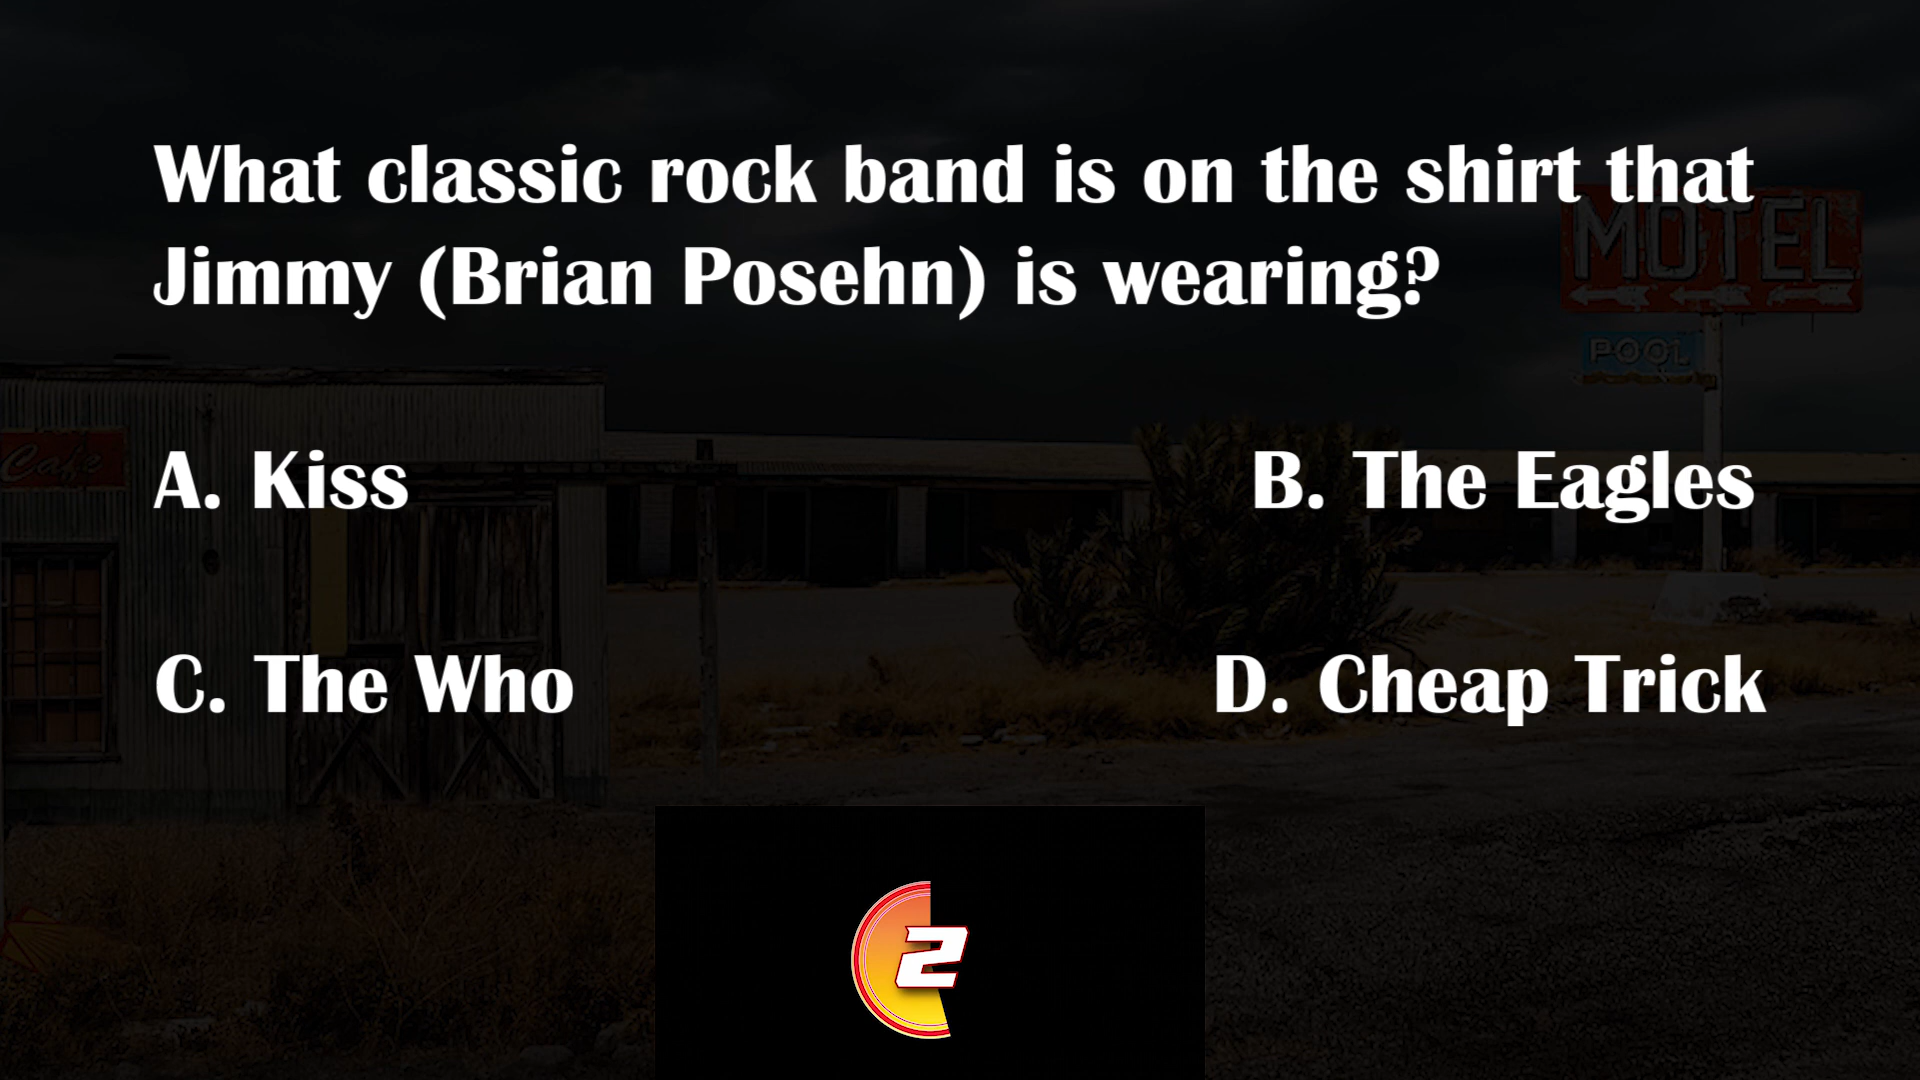 What classic rock band is on the shirt that
Jimmy (Brian Posehn) is wearing?
MOTEL
POOL
Cafe
A. Kiss
B. The Eagles
C. The Who
D. Cheap Trick
2